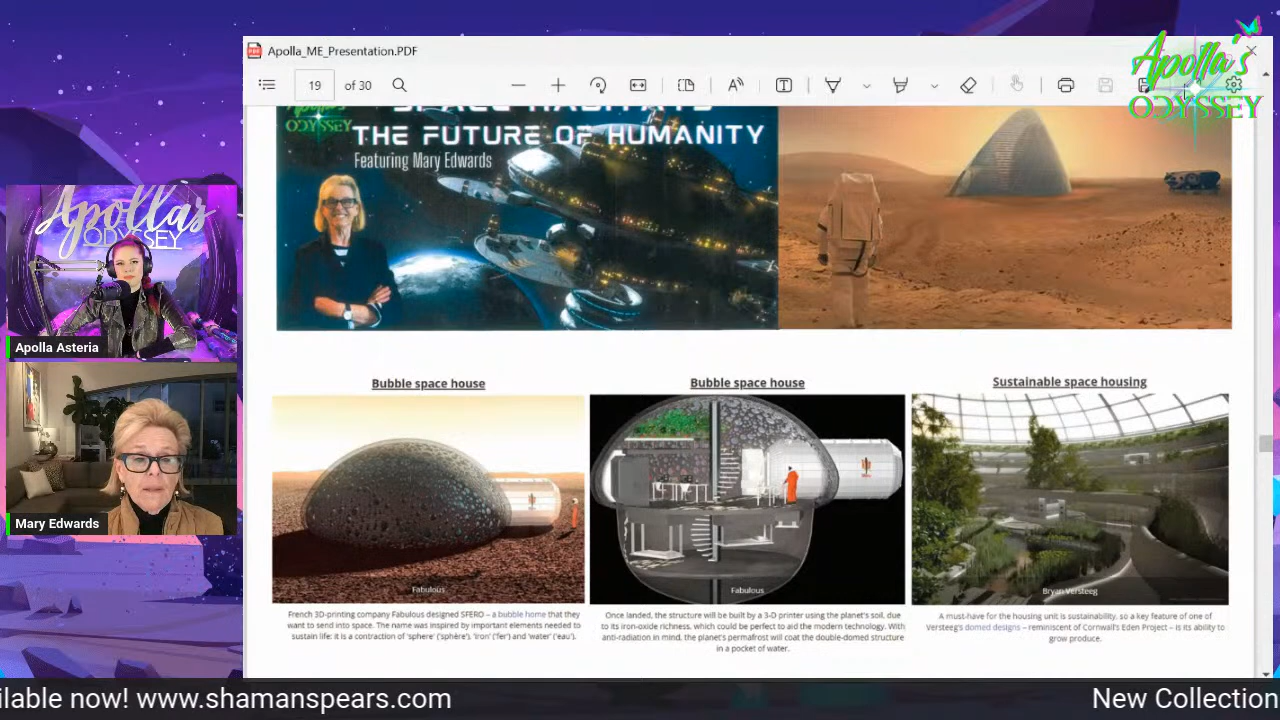 Apolla_ME_Presentation.PDF
19 of 30
Apolla's
ODYSSEY
ODYSSEY
SPACE HABITATS
THE FUTURE OF HUMANITY
Featuring Mary Edwards
Apollas
ODYSSEY
Apolla Asteria
Mary Edwards
Bubble space house
Fabulous
French 3D-printing company Fabulous designed SFERO – a bubble home that they
want to send into space. The name was inspired by important elements needed to
sustain life: it is a contraction of 'sphere' ('sphère'), 'iron' ('fer') and 'water' ('eau').
Bubble space house
Fabulous
Once landed, the structure will be built by a 3-D printer using the planet's soil, due
to its iron-oxide richness, which could be perfect to aid the modern technology. With
anti-radiation in mind, the planet's permafrost will coat the double-domed structure
in a pocket of water.
Sustainable space housing
Bryan Versteeg
A must-have for the housing unit is sustainability, so a key feature of one of
Versteeg's domed designs – reminiscent of Cornwall's Eden Project – is its ability to
grow produce.
ilable now! www.shamanspears.com
New Collection